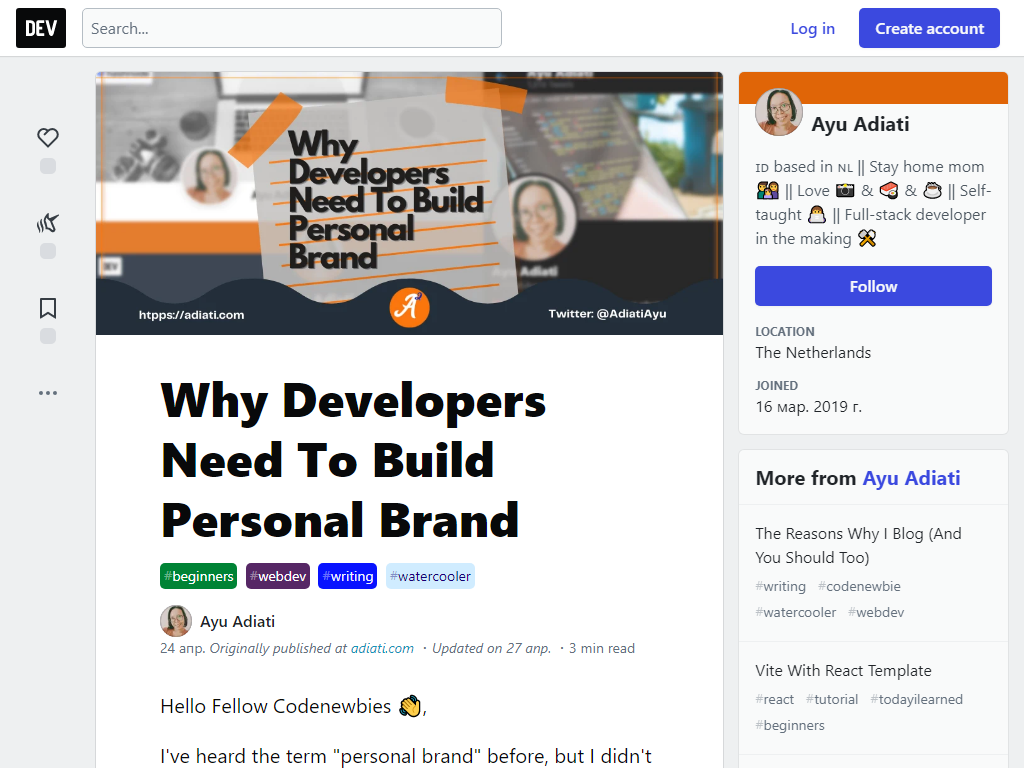 DEV
Search...
Log in
Create account
Why
Developers
Need To Build
Personal
Brand
htpps://adiati.com
Twitter: @AdiatiAyu
Why Developers
Need To Build
Personal Brand
#beginners #webdev #writing #watercooler
Ayu Adiati
24 апр. Originally published at adiati.com ・Updated on 27 апр. ・3 min read
Hello Fellow Codenewbies 👋,
I've heard the term "personal brand" before, but I didn't
Ayu Adiati
ɪᴅ based in ɴʟ || Stay home mom
👩‍👧 || Love 📷 & 🍣 & ☕ || Self-
taught 👩‍🎓 || Full-stack developer
in the making ⚒
Follow
LOCATION
The Netherlands
JOINED
16 мар. 2019 г.
More from Ayu Adiati
The Reasons Why I Blog (And
You Should Too)
#writing #codenewbie
#watercooler #webdev
Vite With React Template
#react #tutorial #todayilearned
#beginners